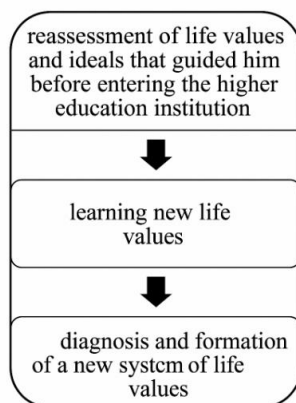 reassessment of life values
and ideals that guided him
before entering the higher
education institution
learning new life
values
diagnosis and formation
of a new systcm of life
values